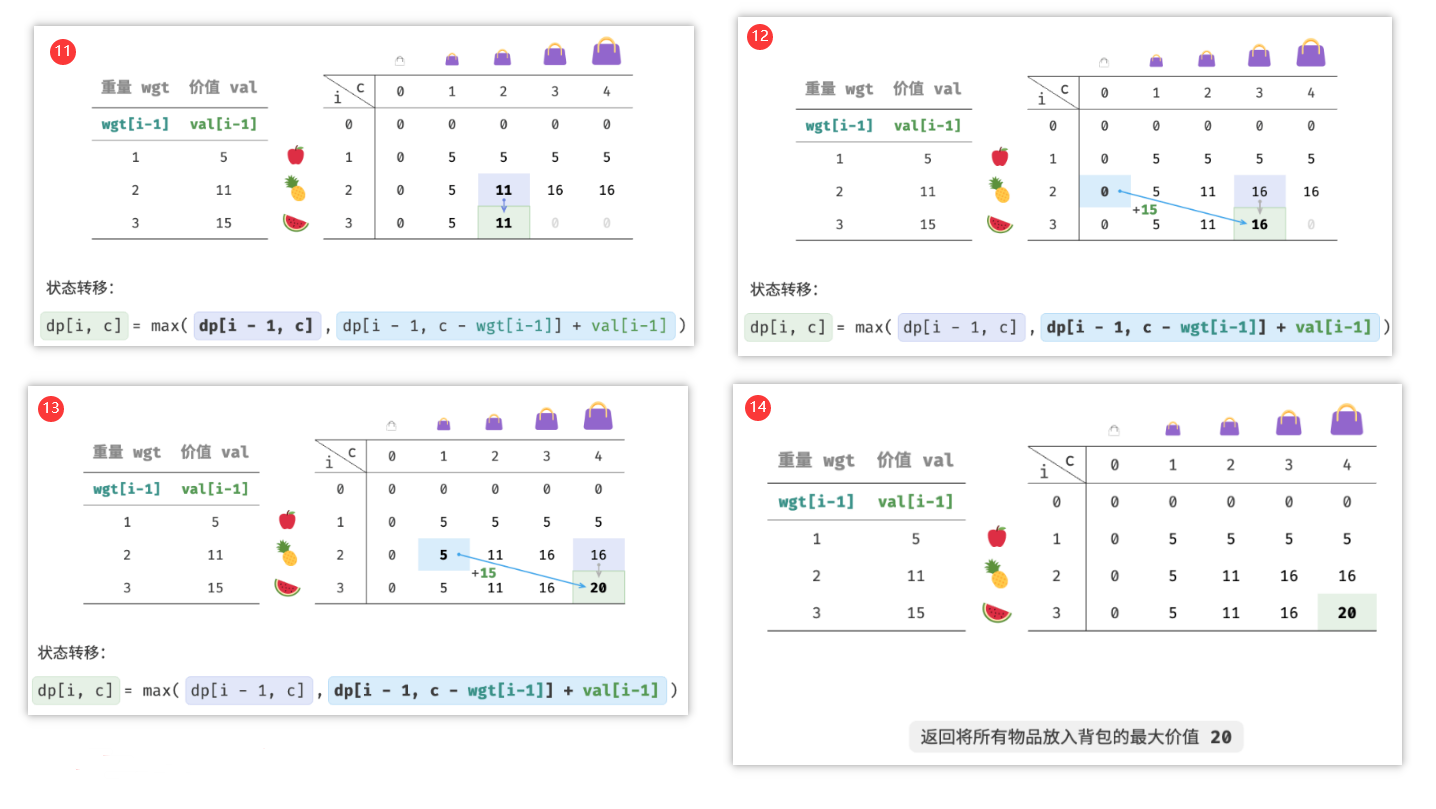 11
重量 wgt 价值 val c i 0 1 2 3 4
wgt[i-1] val[i-1] 0 0 0 0 0 0
1 5 1 0 5 5 5 5
2 11 2 0 5 11 16 16
3 15 3 0 5 11 0 0
状态转移：
dp[i, c] = max( dp[i - 1, c] , dp[i - 1, c - wgt[i-1]] + val[i-1] )
12
重量 wgt 价值 val c i 0 1 2 3 4
wgt[i-1] val[i-1] 0 0 0 0 0 0
1 5 1 0 5 5 5 5
2 11 2 0 5 11 16 16
+15
3 15 3 0 5 11 16 0
状态转移：
dp[i, c] = max( dp[i - 1, c] , dp[i - 1, c - wgt[i-1]] + val[i-1] )
13
重量 wgt 价值 val c i 0 1 2 3 4
wgt[i-1] val[i-1] 0 0 0 0 0 0
1 5 1 0 5 5 5 5
2 11 2 0 5 11 16 16
+15
3 15 3 0 5 11 16 20
状态转移：
dp[i, c] = max( dp[i - 1, c] , dp[i - 1, c - wgt[i-1]] + val[i-1] )
14
重量 wgt 价值 val c i 0 1 2 3 4
wgt[i-1] val[i-1] 0 0 0 0 0 0
1 5 1 0 5 5 5 5
2 11 2 0 5 11 16 16
3 15 3 0 5 11 16 20
返回将所有物品放入背包的最大价值 20